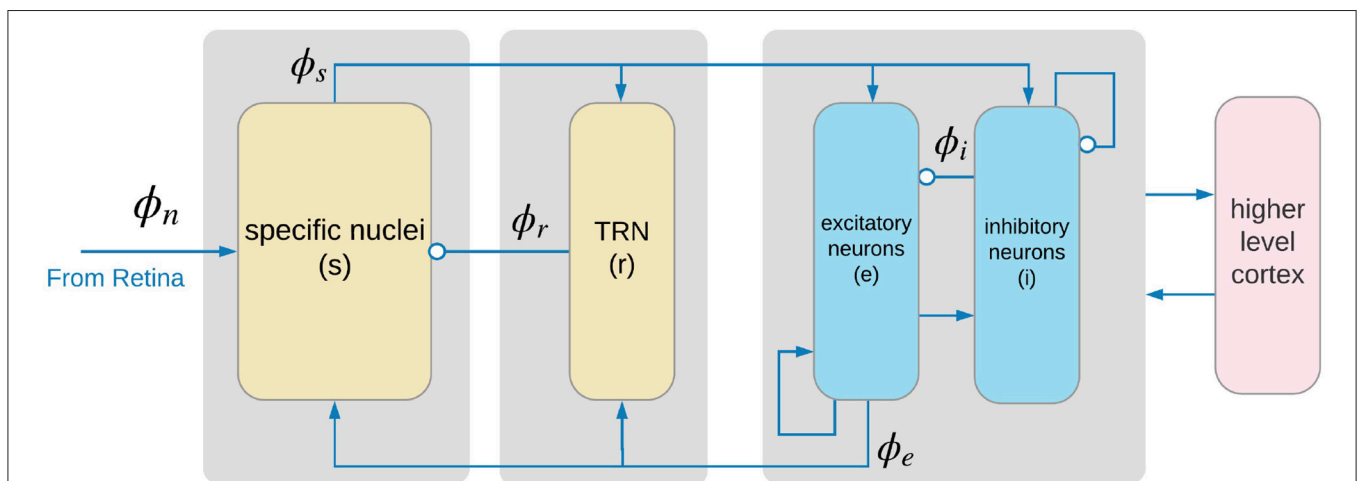 ϕₛ
ϕₙ
From Retina
specific nuclei
(s)
ϕᵣ
TRN
(r)
excitatory
neurons
(e)
ϕᵢ
inhibitory
neurons
(i)
ϕₑ
higher
level
cortex